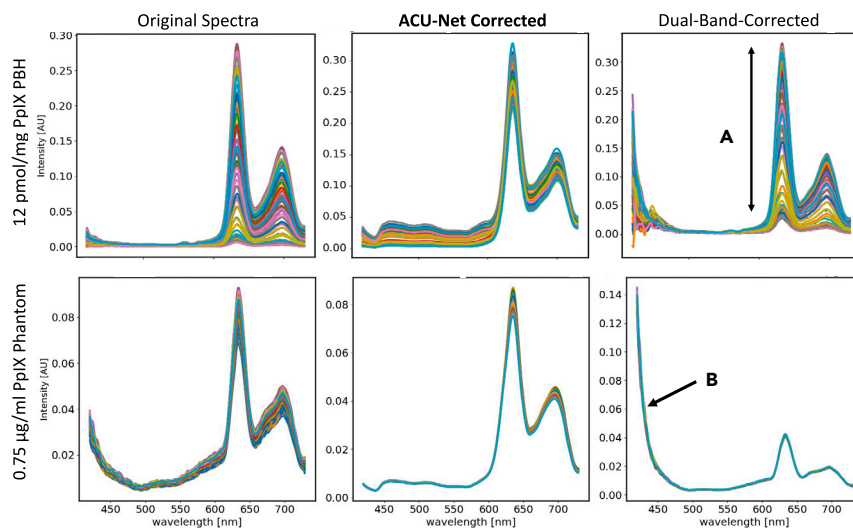 Original Spectra
ACU-Net Corrected
Dual-Band-Corrected
12 pmol/mg PpIX PBH
Intensity [AU]
0.30
0.25
0.20
0.15
0.10
0.05
0.00
0.30
0.25
0.20
0.15
0.10
0.05
0.00
0.30
0.25
0.20
0.15
0.10
0.05
0.00
A
0.75 µg/ml PpIX Phantom
Intensity [AU]
0.08
0.06
0.04
0.02
400 450 500 550 600 650 700
wavelength [nm]
0.08
0.06
0.04
0.02
0.00
450 500 550 600 650 700
wavelength [nm]
0.14
0.12
0.10
0.08
0.06
0.04
0.02
0.00
B
400 450 500 550 600 650 700
wavelength [nm]